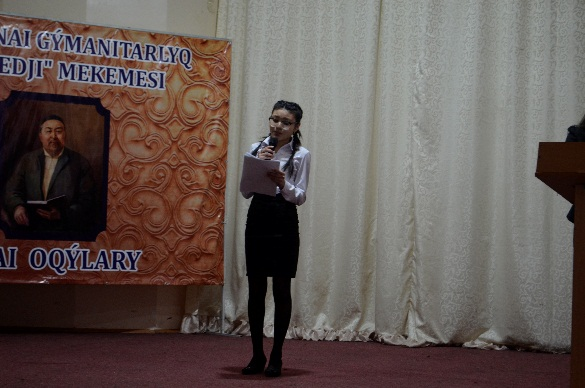 NAI GÝMANITARLYQ
EDJI" MEKEMESI
AI OQÝLARY